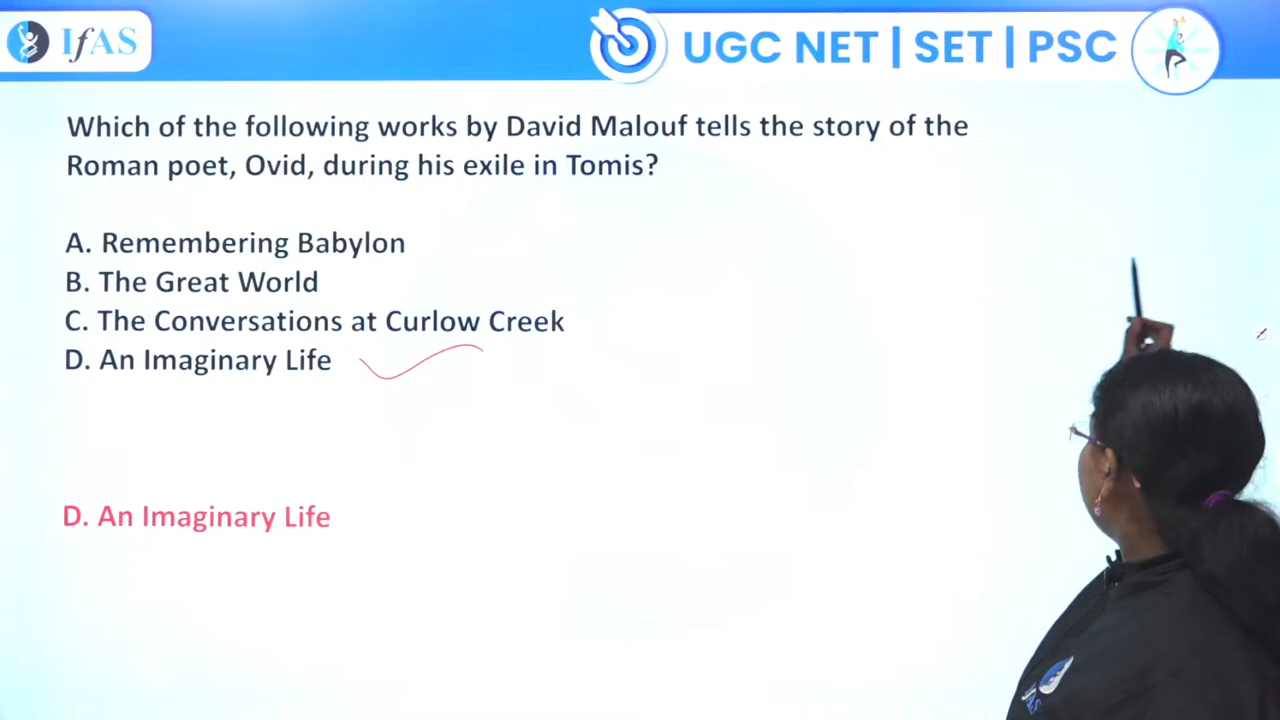 IfAS
UGC NET | SET | PSC
Which of the following works by David Malouf tells the story of the
Roman poet, Ovid, during his exile in Tomis?
A. Remembering Babylon
B. The Great World
C. The Conversations at Curlow Creek
D. An Imaginary Life
D. An Imaginary Life